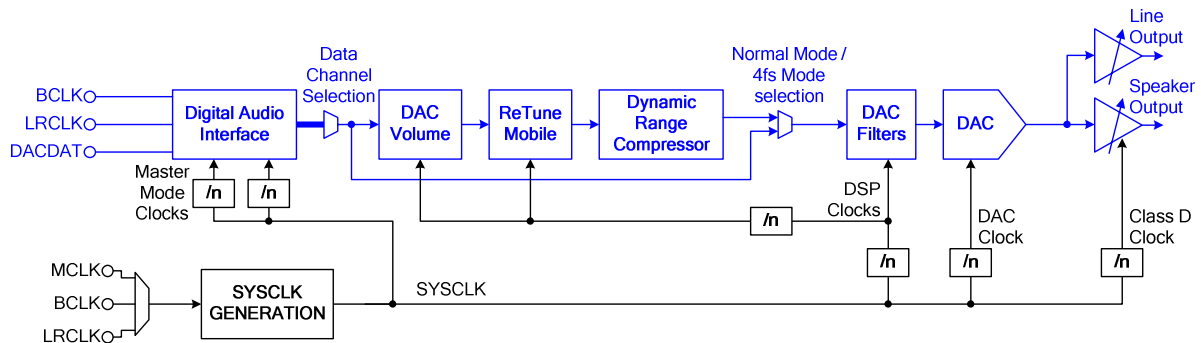 Line
Output
Normal Mode /
4fs Mode
selection
Data
Channel
Selection
Speaker
Output
BCLK
LRCLK
DACDAT
Digital Audio
Interface
DAC
Volume
ReTune
Mobile
Dynamic
Range
Compressor
DAC
Filters
DAC
Master
Mode
Clocks
/n
/n
DSP
Clocks
/n
DAC
Clock
Class D
Clock
/n
/n
/n
MCLK
BCLK
LRCLK
SYSCLK
GENERATION
SYSCLK